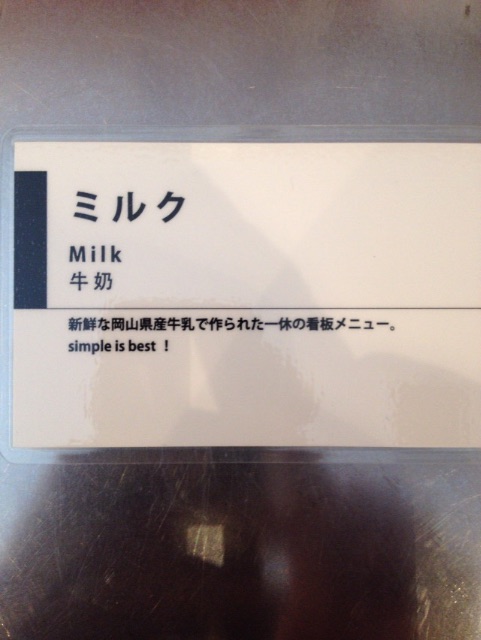 ミルク
Milk
牛奶
新鮮な岡山県産牛乳で作られた一休の看板メニュー。
simple is best ！